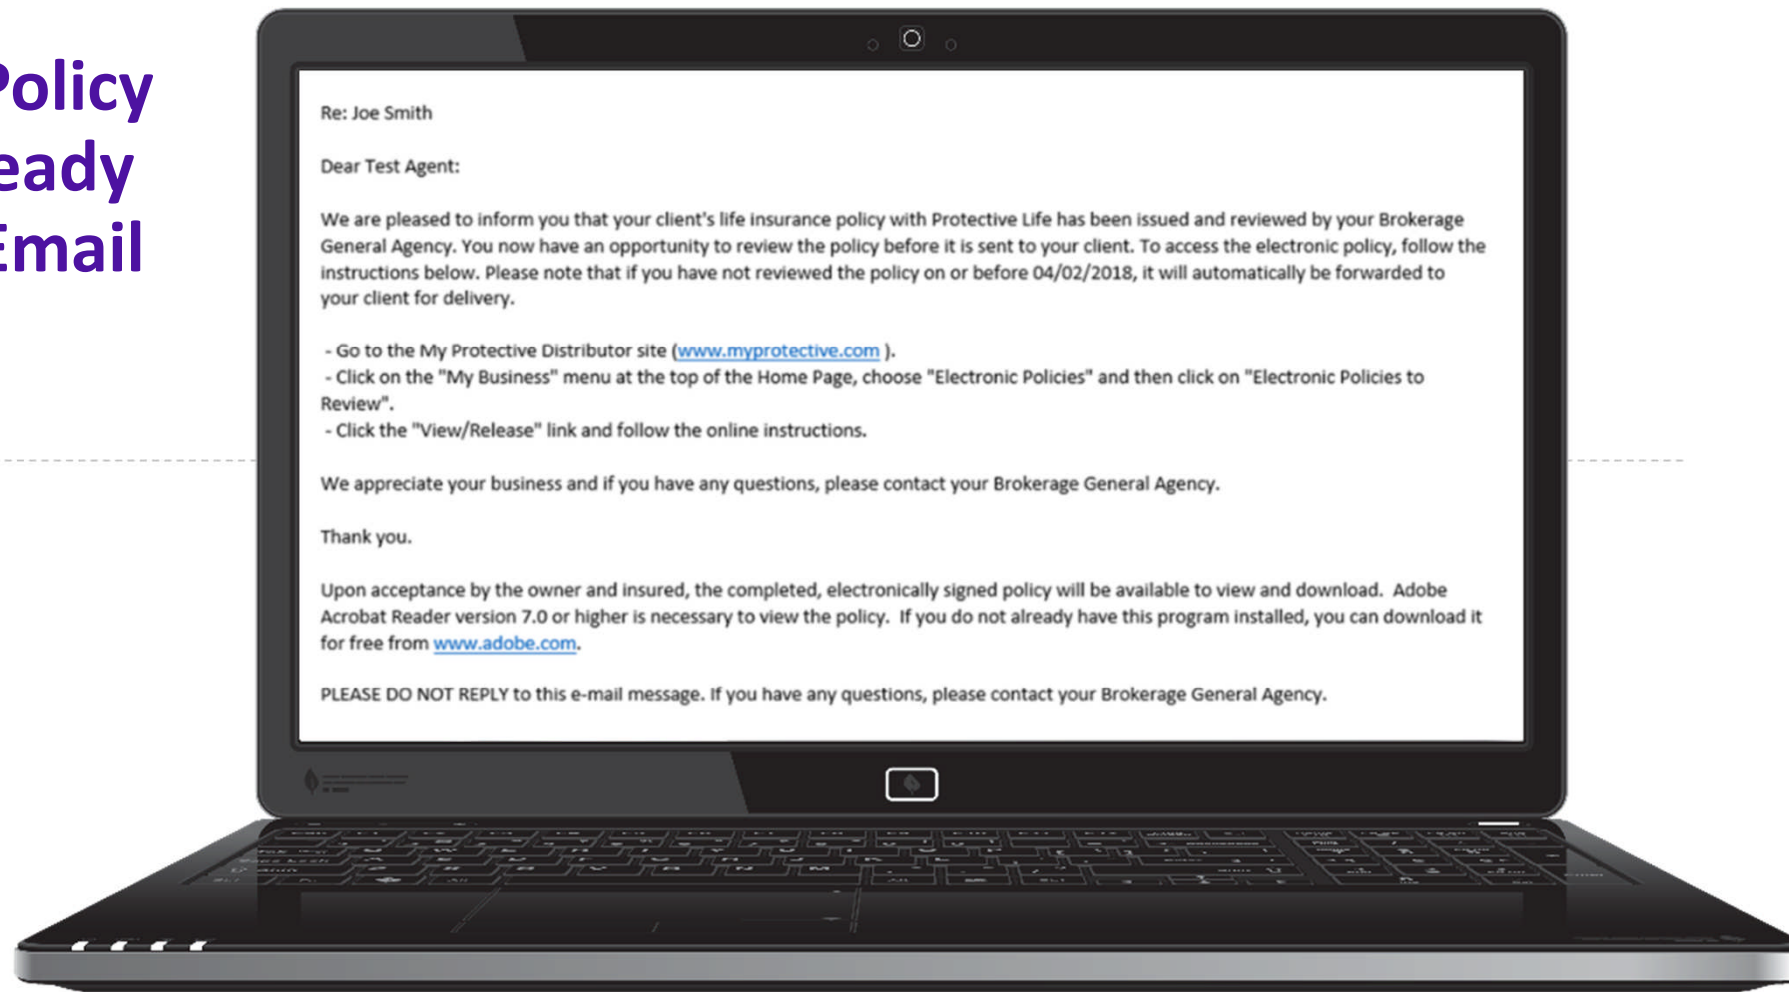 Policy
eady
Email
Re: Joe Smith
Dear Test Agent:
We are pleased to inform you that your client's life insurance policy with Protective Life has been issued and reviewed by your Brokerage
General Agency. You now have an opportunity to review the policy before it is sent to your client. To access the electronic policy, follow the
instructions below. Please note that if you have not reviewed the policy on or before 04/02/2018, it will automatically be forwarded to
your client for delivery.
- Go to the My Protective Distributor site (www.myprotective.com ).
- Click on the "My Business" menu at the top of the Home Page, choose "Electronic Policies" and then click on "Electronic Policies to
Review".
- Click the "View/Release" link and follow the online instructions.
We appreciate your business and if you have any questions, please contact your Brokerage General Agency.
Thank you.
Upon acceptance by the owner and insured, the completed, electronically signed policy will be available to view and download.  Adobe
Acrobat Reader version 7.0 or higher is necessary to view the policy.  If you do not already have this program installed, you can download it
for free from www.adobe.com.
PLEASE DO NOT REPLY to this e-mail message. If you have any questions, please contact your Brokerage General Agency.